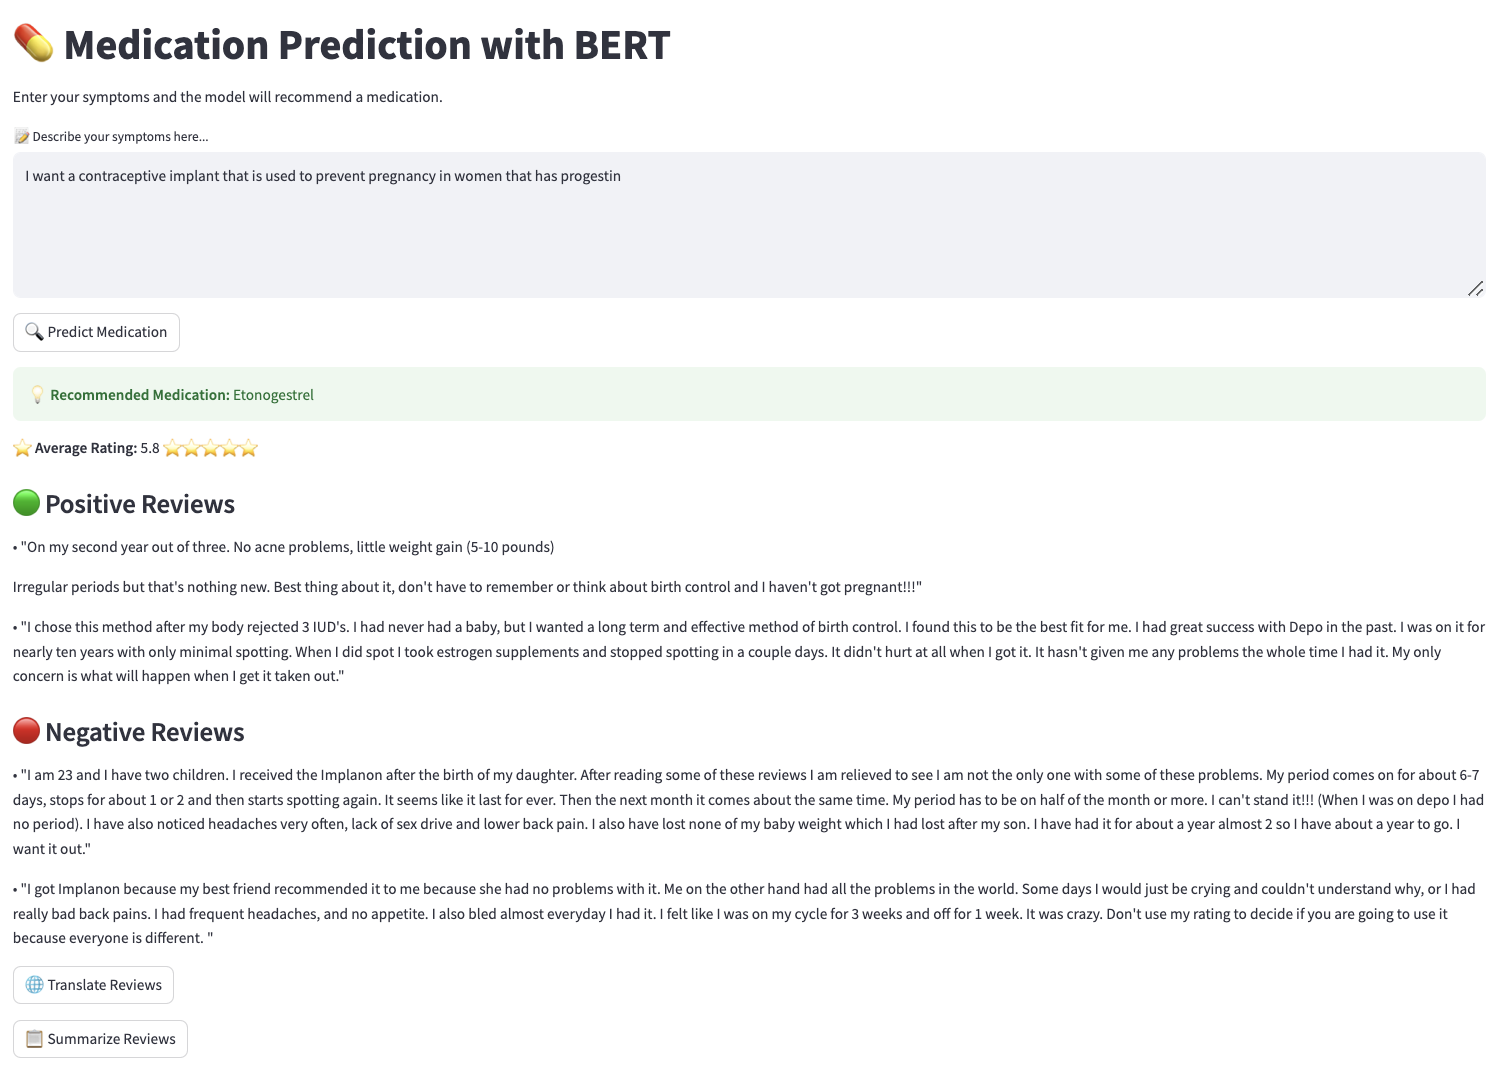 Medication Prediction with BERT
Enter your symptoms and the model will recommend a medication.
Describe your symptoms here...
I want a contraceptive implant that is used to prevent pregnancy in women that has progestin
Predict Medication
Recommended Medication: Etonogestrel
Average Rating: 5.8
Positive Reviews
• "On my second year out of three. No acne problems, little weight gain (5-10 pounds)
Irregular periods but that's nothing new. Best thing about it, don't have to remember or think about birth control and I haven't got pregnant!!!"
• "I chose this method after my body rejected 3 IUD's. I had never had a baby, but I wanted a long term and effective method of birth control. I found this to be the best fit for me. I had great success with Depo in the past. I was on it for
nearly ten years with only minimal spotting. When I did spot I took estrogen supplements and stopped spotting in a couple days. It didn't hurt at all when I got it. It hasn't given me any problems the whole time I had it. My only
concern is what will happen when I get it taken out."
Negative Reviews
• "I am 23 and I have two children. I received the Implanon after the birth of my daughter. After reading some of these reviews I am relieved to see I am not the only one with some of these problems. My period comes on for about 6-7
days, stops for about 1 or 2 and then starts spotting again. It seems like it last for ever. Then the next month it comes about the same time. My period has to be on half of the month or more. I can't stand it!!! (When I was on depo I had
no period). I have also noticed headaches very often, lack of sex drive and lower back pain. I also have lost none of my baby weight which I had lost after my son. I have had it for about a year almost 2 so I have about a year to go. I
want it out."
• "I got Implanon because my best friend recommended it to me because she had no problems with it. Me on the other hand had all the problems in the world. Some days I would just be crying and couldn't understand why, or I had
really bad back pains. I had frequent headaches, and no appetite. I also bled almost everyday I had it. I felt like I was on my cycle for 3 weeks and off for 1 week. It was crazy. Don't use my rating to decide if you are going to use it
because everyone is different. "
Translate Reviews
Summarize Reviews